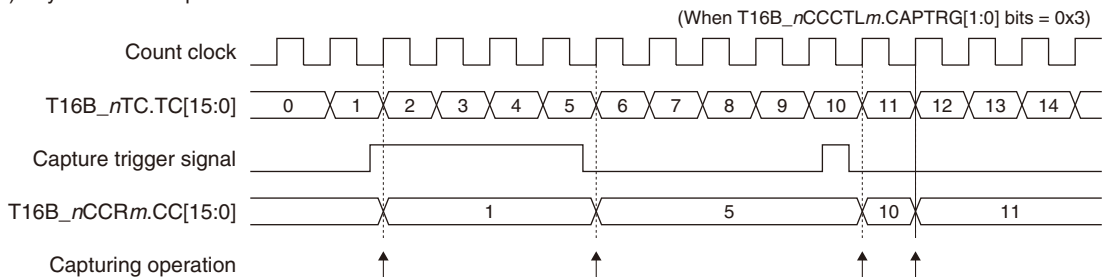 (When T16B_nCCCTLm.CAPTRG[1:0] bits = 0x3)
Count clock
T16B_nTC.TC[15:0] 0 1 2 3 4 5 6 7 8 9 10 11 12 13 14
Capture trigger signal
T16B_nCCRm.CC[15:0] 1 5 10 11
Capturing operation